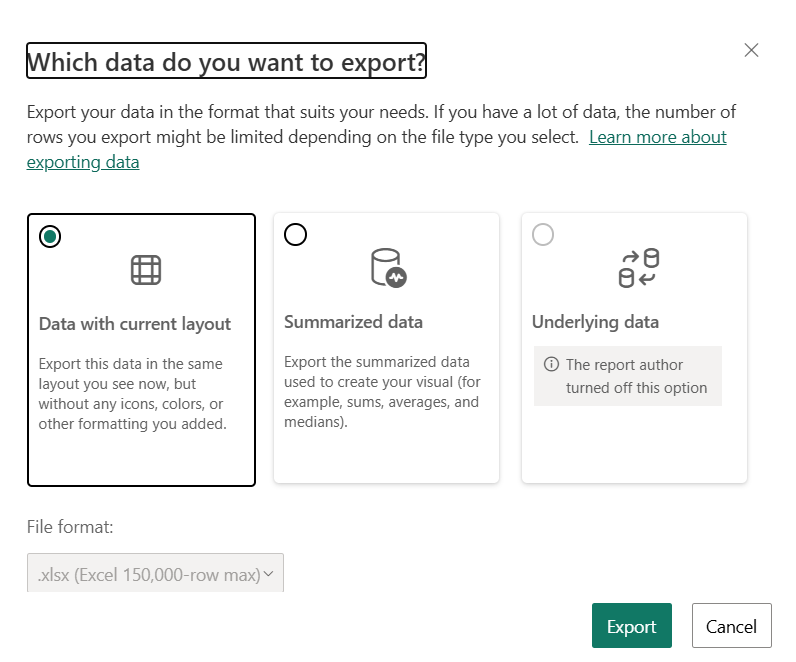 Which data do you want to export?
Export your data in the format that suits your needs. If you have a lot of data, the number of
rows you export might be limited depending on the file type you select. Learn more about
exporting data
Data with current layout
Export this data in the same
layout you see now, but
without any icons, colors, or
other formatting you added.
Summarized data
Export the summarized data
used to create your visual (for
example, sums, averages, and
medians).
Underlying data
The report author
turned off this option
File format:
.xlsx (Excel 150,000-row max)
Export
Cancel